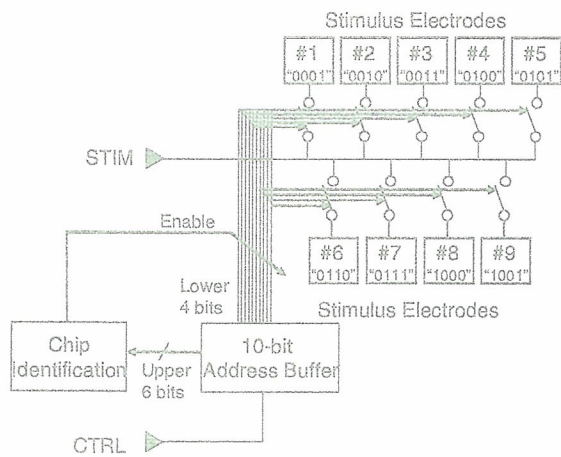 Stimulus Electrodes
#1 #2 #3 #4 #5
"0001" "0010" "0011" "0100" "0101"
STIM
Enable
#6 #7 #8 #9
"0110" "0111" "1000" "1001"
Lower
4 bits
Stimulus Electrodes
Chip
Identification
Upper
6 bits
10-bit
Address Buffer
CTRL